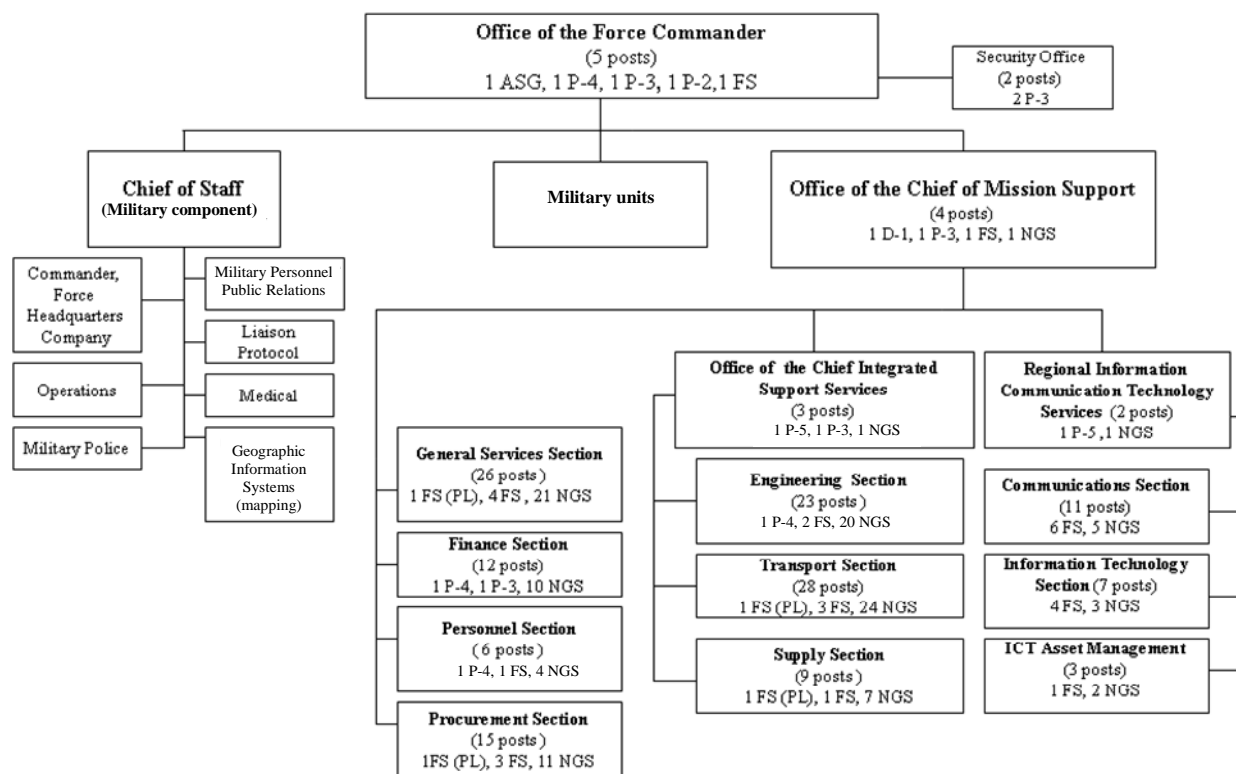 Office of the Force Commander
(5 posts)
1 ASG, 1 P-4, 1 P-3, 1 P-2,1 FS
Security Office
(2 posts)
2 P-3
Chief of Staff
(Military component)
Military units
Office of the Chief of Mission Support
(4 posts)
1 D-1, 1 P-3, 1 FS, 1 NGS
Commander,
Force
Headquarters
Company
Military Personnel
Public Relations
Liaison
Protocol
Operations
Medical
Military Police
Geographic
Information
Systems
(mapping)
General Services Section
(26 posts)
1 FS (PL), 4 FS , 21 NGS
Finance Section
(12 posts)
1 P-4, 1 P-3, 10 NGS
Personnel Section
( 6 posts)
1 P-4, 1 FS, 4 NGS
Procurement Section
(15 posts)
1FS (PL), 3 FS, 11 NGS
Office of the Chief Integrated
Support Services
(3 posts)
1 P-5, 1 P-3, 1 NGS
Engineering Section
(23 posts)
1 P-4, 2 FS, 20 NGS
Transport Section
(28 posts)
1 FS (PL), 3 FS, 24 NGS
Supply Section
(9 posts)
1 FS (PL), 1 FS, 7 NGS
Regional Information
Communication Technology
Services (2 posts)
1 P-5 ,1 NGS
Communications Section
(11 posts)
6 FS, 5 NGS
Information Technology
Section (7 posts)
4 FS, 3 NGS
ICT Asset Management
(3 posts)
1 FS, 2 NGS